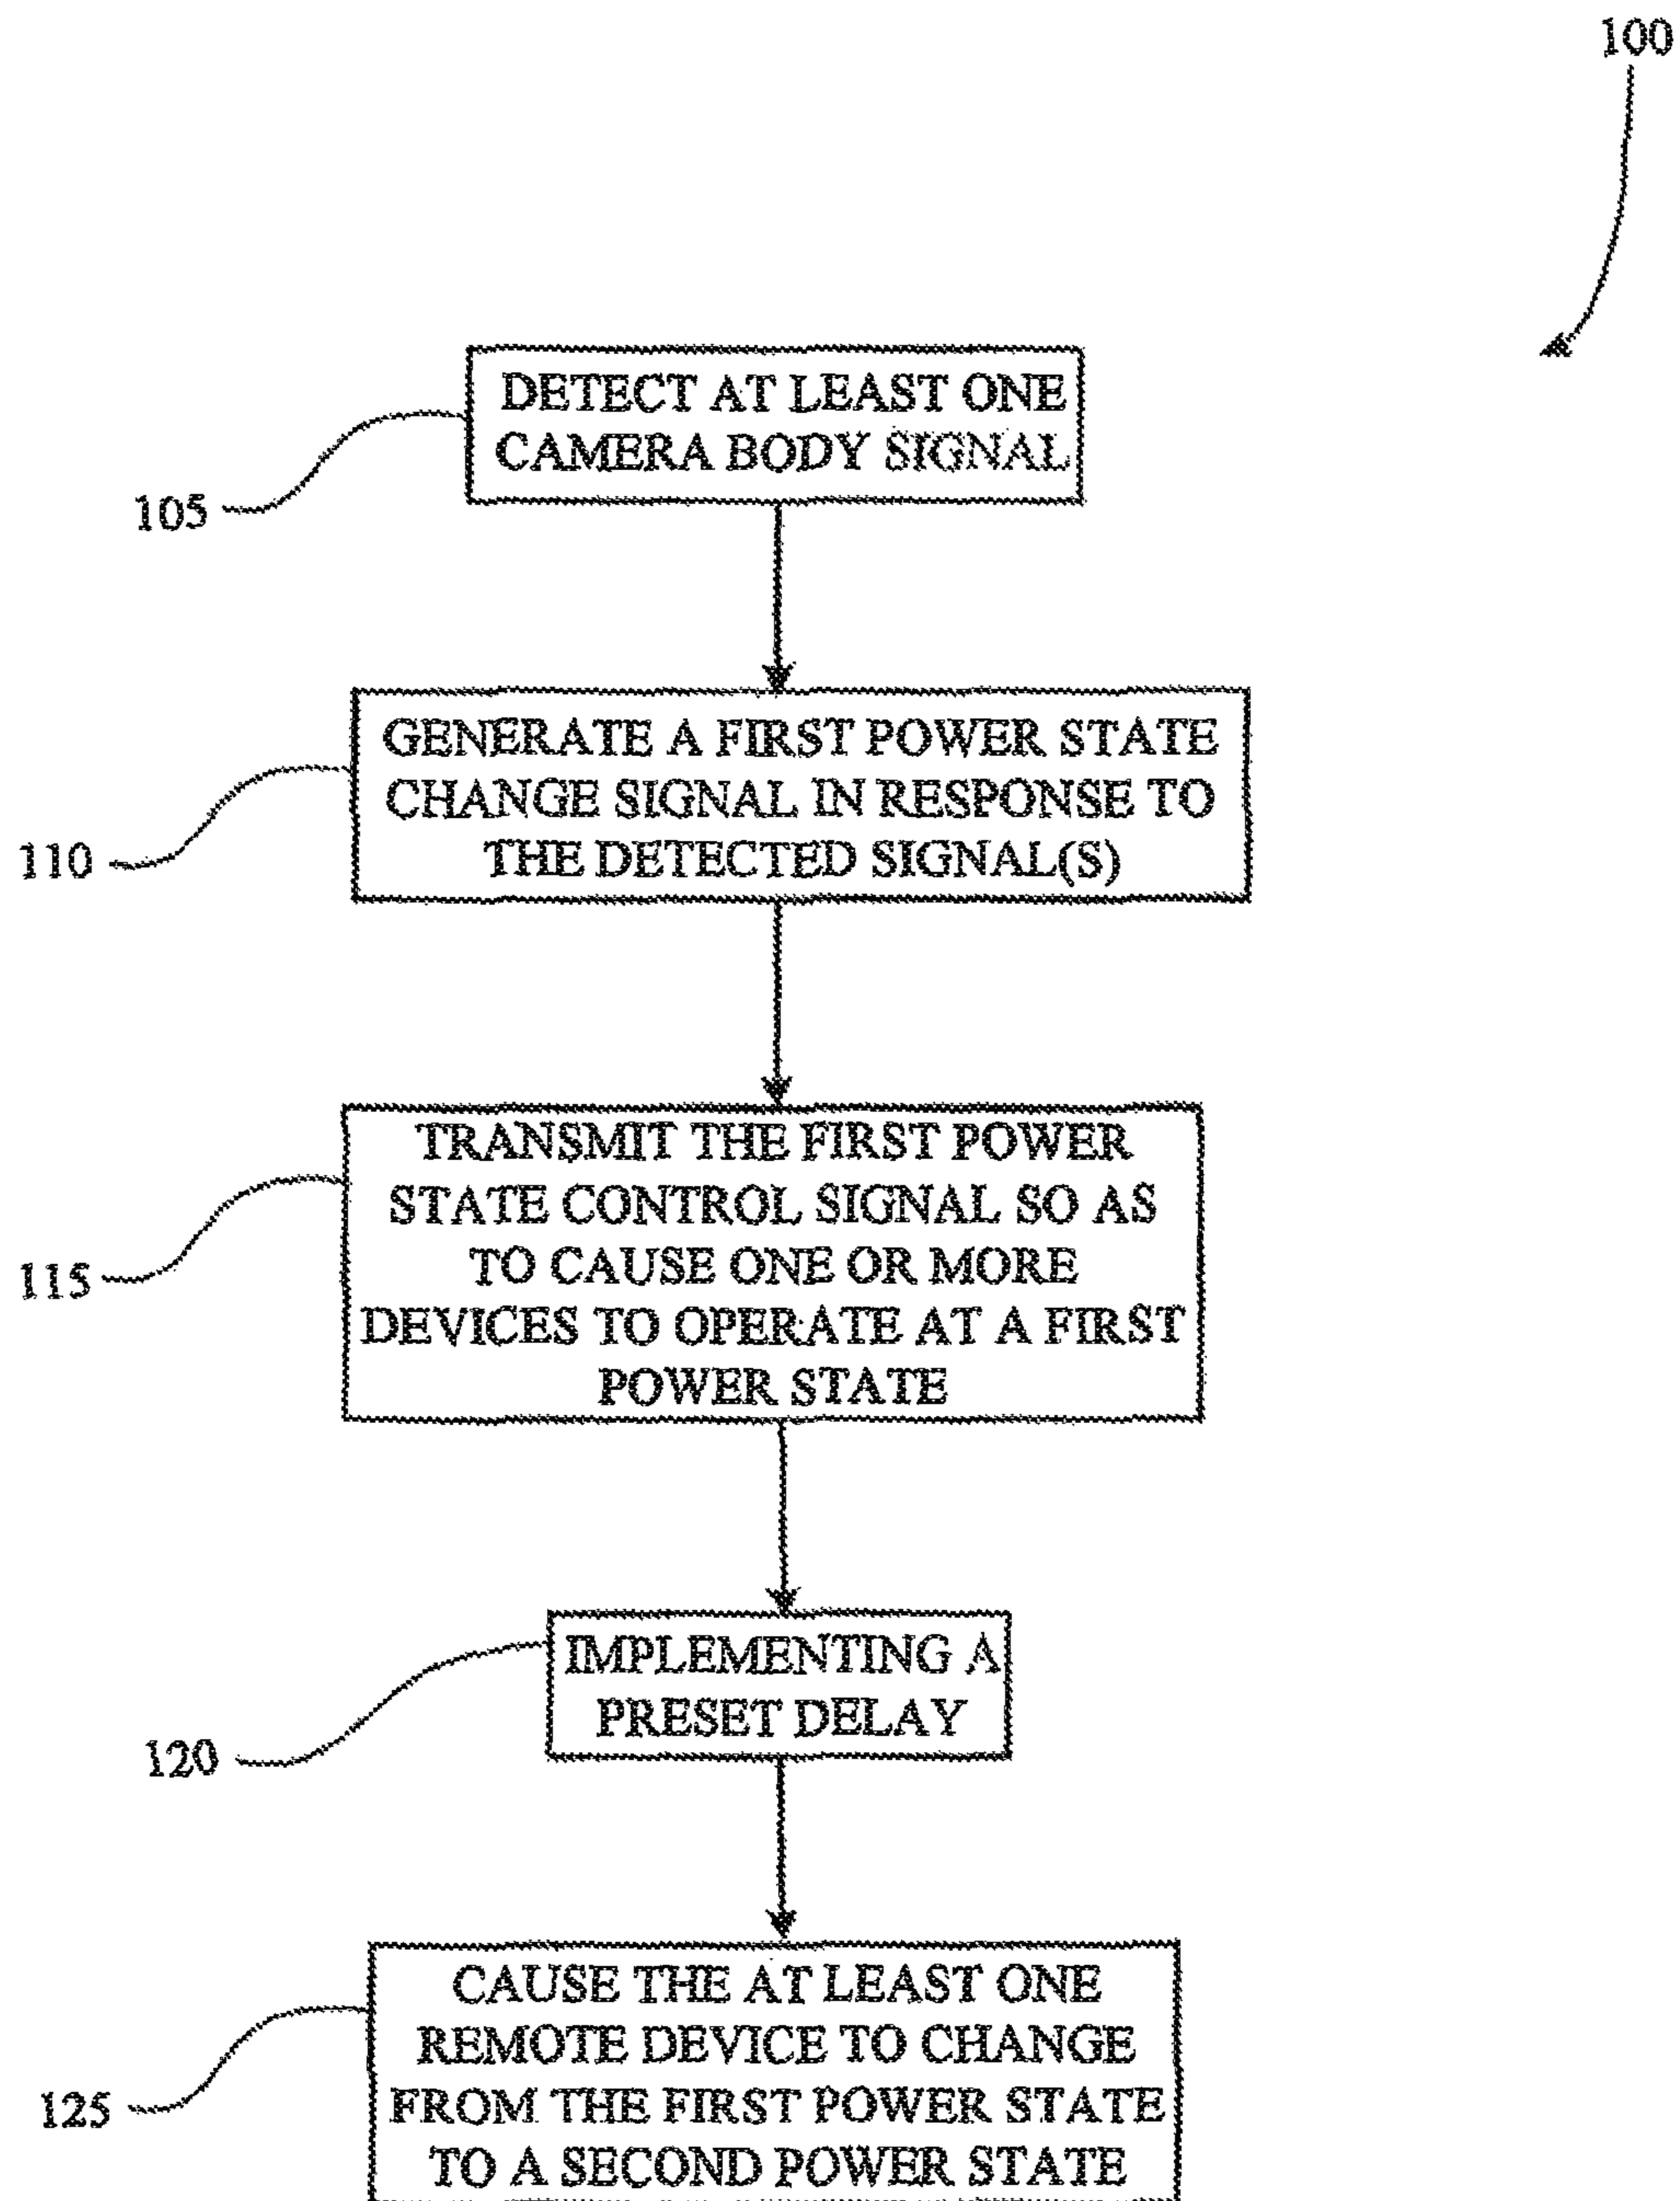 100
DETECT AT LEAST ONE
CAMERA BODY SIGNAL
105
GENERATE A FIRST POWER STATE
CHANGE SIGNAL IN RESPONSE TO
THE DETECTED SIGNAL(S)
110
TRANSMIT THE FIRST POWER
STATE CONTROL SIGNAL SO AS
TO CAUSE ONE OR MORE
DEVICES TO OPERATE AT A FIRST
POWER STATE
115
IMPLEMENTING A
PRESET DELAY
120
CAUSE THE AT LEAST ONE
REMOTE DEVICE TO CHANGE
FROM THE FIRST POWER STATE
TO A SECOND POWER STATE
125